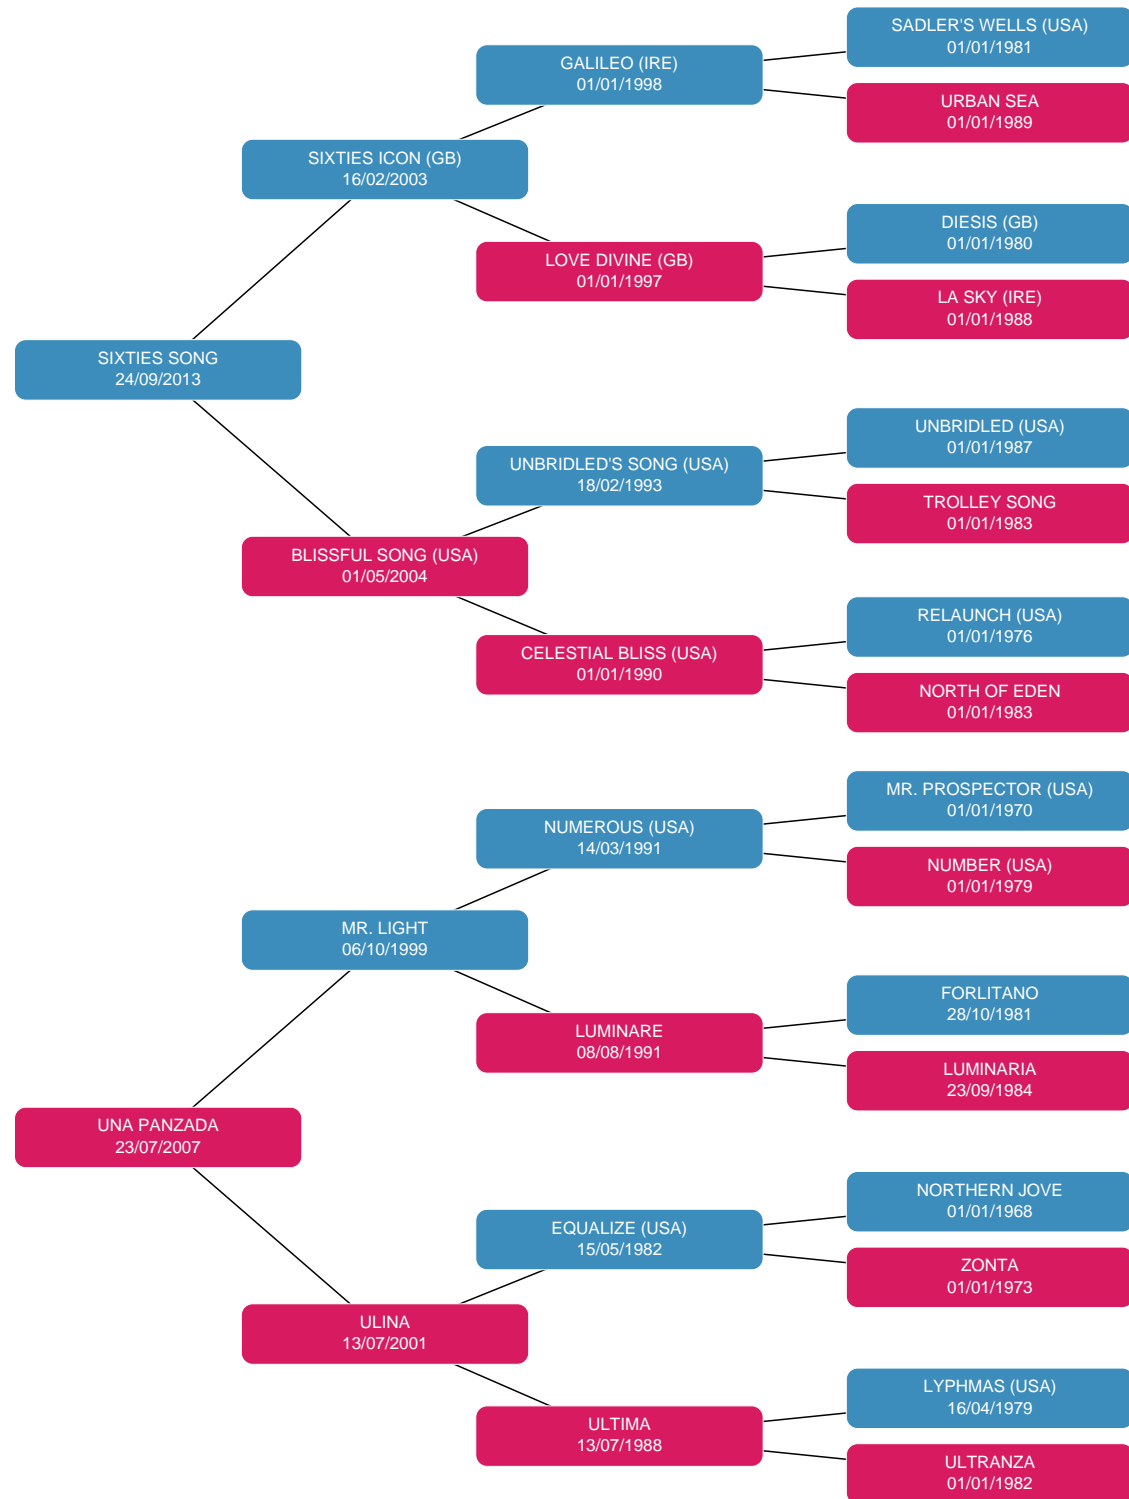 SADLER'S WELLS (USA)
01/01/1981
GALILEO (IRE)
01/01/1998
URBAN SEA
01/01/1989
SIXTIES ICON (GB)
16/02/2003
DIESIS (GB)
01/01/1980
LOVE DIVINE (GB)
01/01/1997
LA SKY (IRE)
01/01/1988
SIXTIES SONG
24/09/2013
UNBRIDLED (USA)
01/01/1987
UNBRIDLED'S SONG (USA)
18/02/1993
TROLLEY SONG
01/01/1983
BLISSFUL SONG (USA)
01/05/2004
RELAUNCH (USA)
01/01/1976
CELESTIAL BLISS (USA)
01/01/1990
NORTH OF EDEN
01/01/1983
MR. PROSPECTOR (USA)
01/01/1970
NUMEROUS (USA)
14/03/1991
NUMBER (USA)
01/01/1979
MR. LIGHT
06/10/1999
FORLITANO
28/10/1981
LUMINARE
08/08/1991
LUMINARIA
23/09/1984
UNA PANZADA
23/07/2007
NORTHERN JOVE
01/01/1968
EQUALIZE (USA)
15/05/1982
ZONTA
01/01/1973
ULINA
13/07/2001
LYPHMAS (USA)
16/04/1979
ULTIMA
13/07/1988
ULTRANZA
01/01/1982